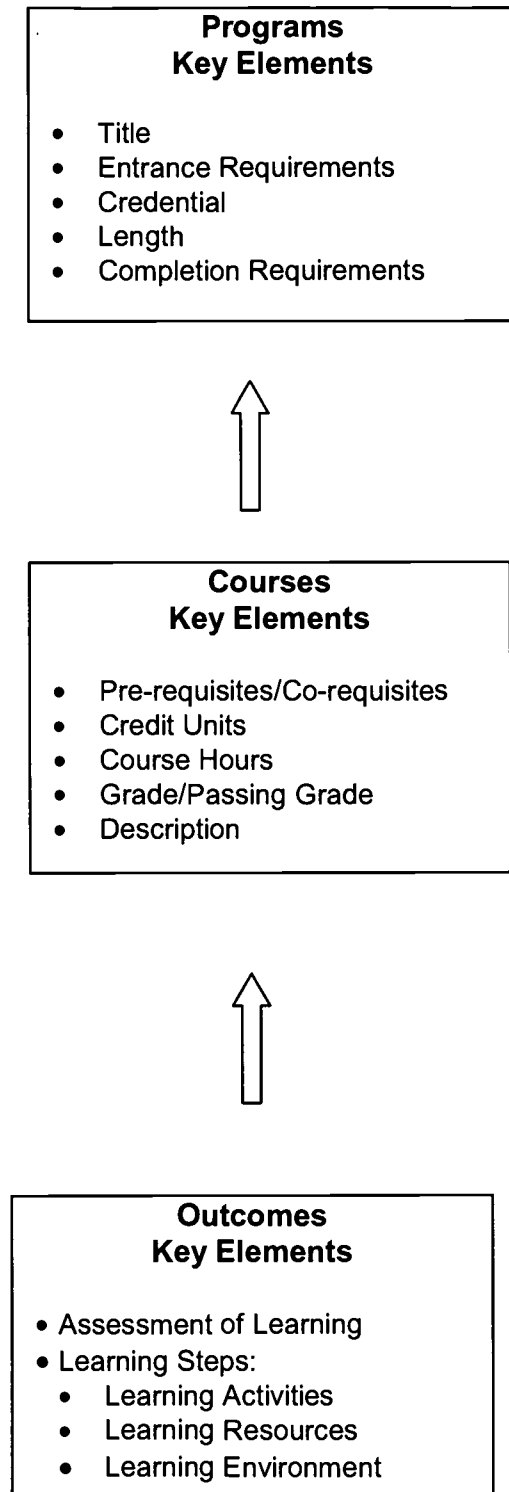 Programs
Key Elements
• Title
• Entrance Requirements
• Credential
• Length
• Completion Requirements
Courses
Key Elements
• Pre-requisites/Co-requisites
• Credit Units
• Course Hours
• Grade/Passing Grade
• Description
Outcomes
Key Elements
• Assessment of Learning
• Learning Steps:
• Learning Activities
• Learning Resources
• Learning Environment